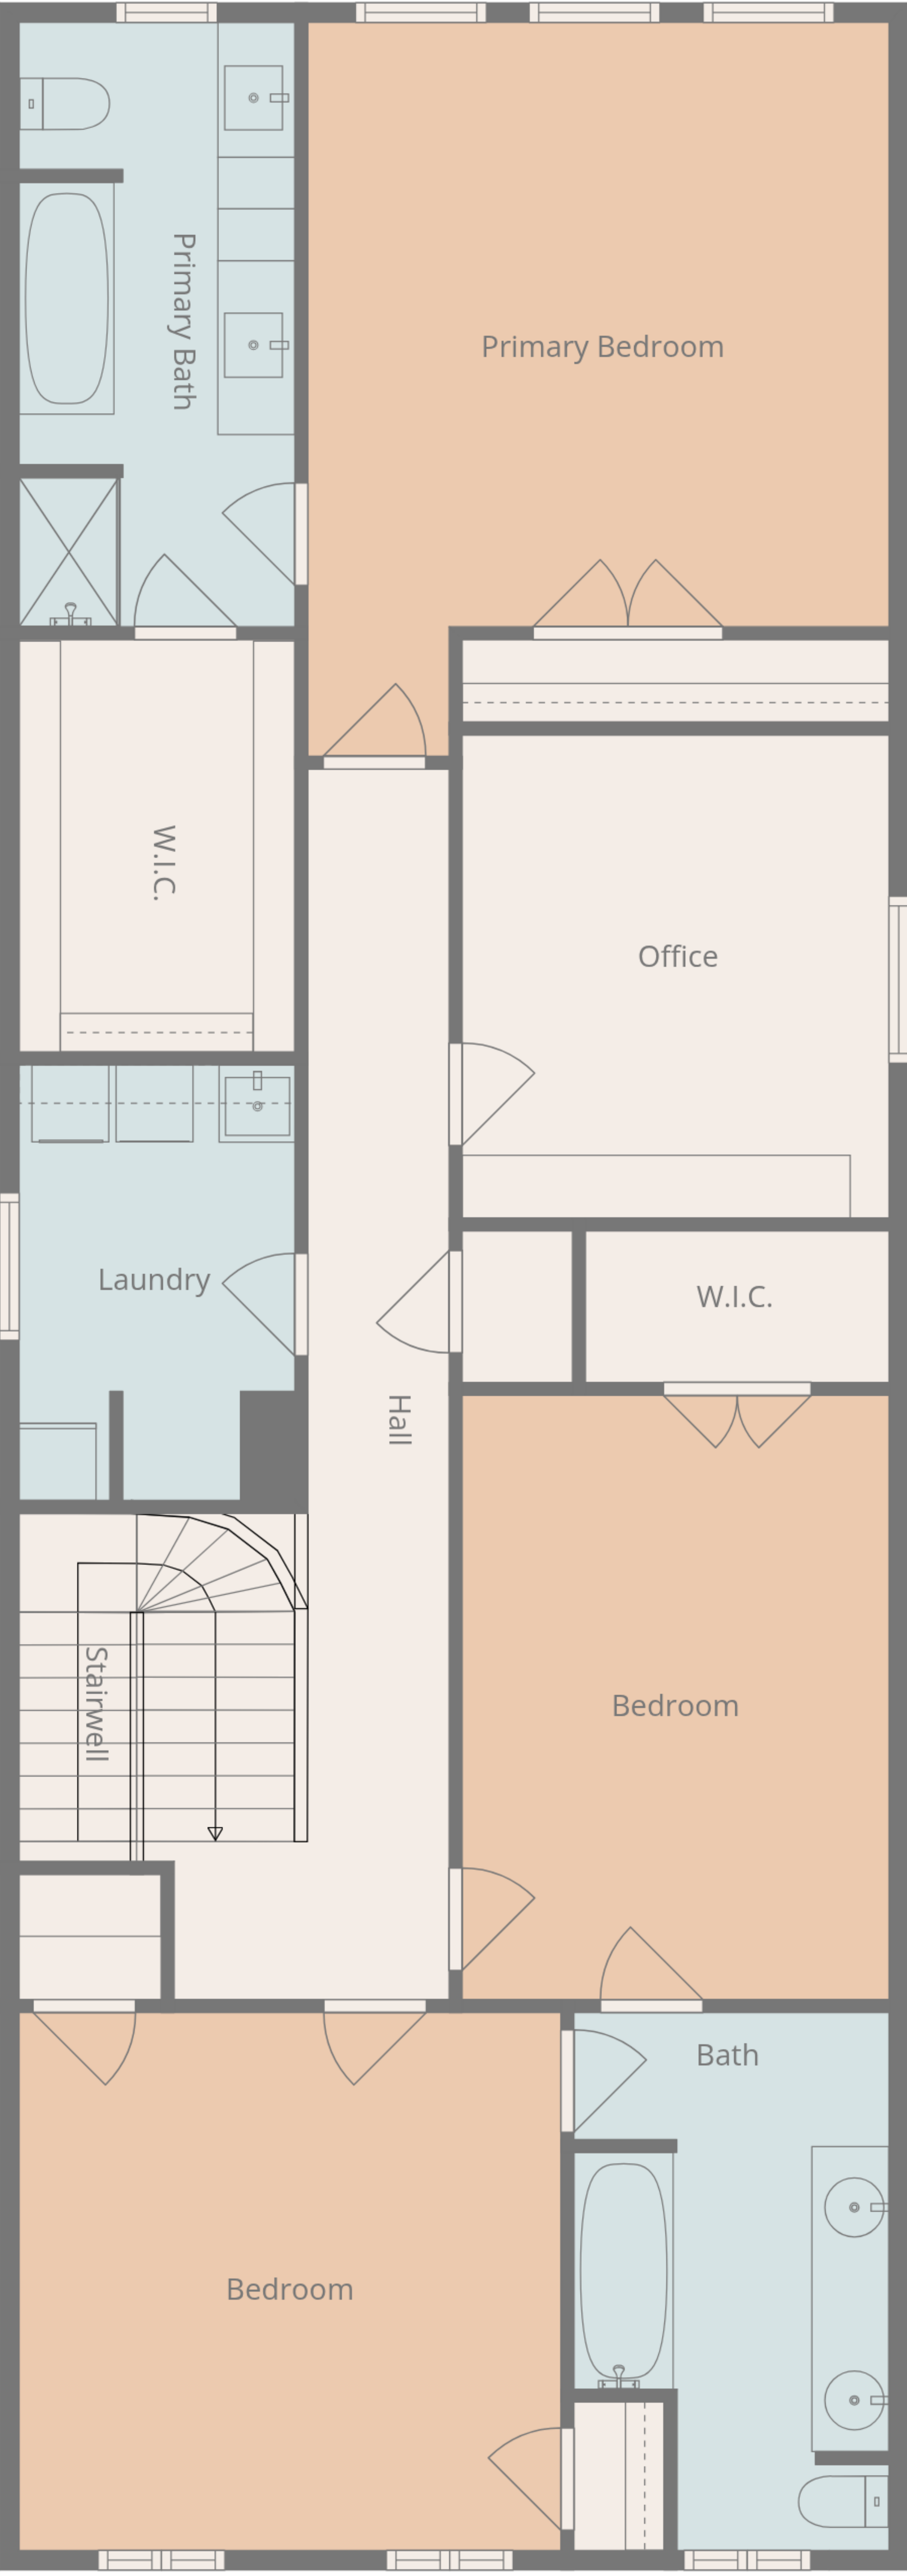 Primary Bath
Primary Bedroom
W.I.C.
Office
Laundry
W.I.C.
Hall
Stairwell
Bedroom
Bath
Bedroom